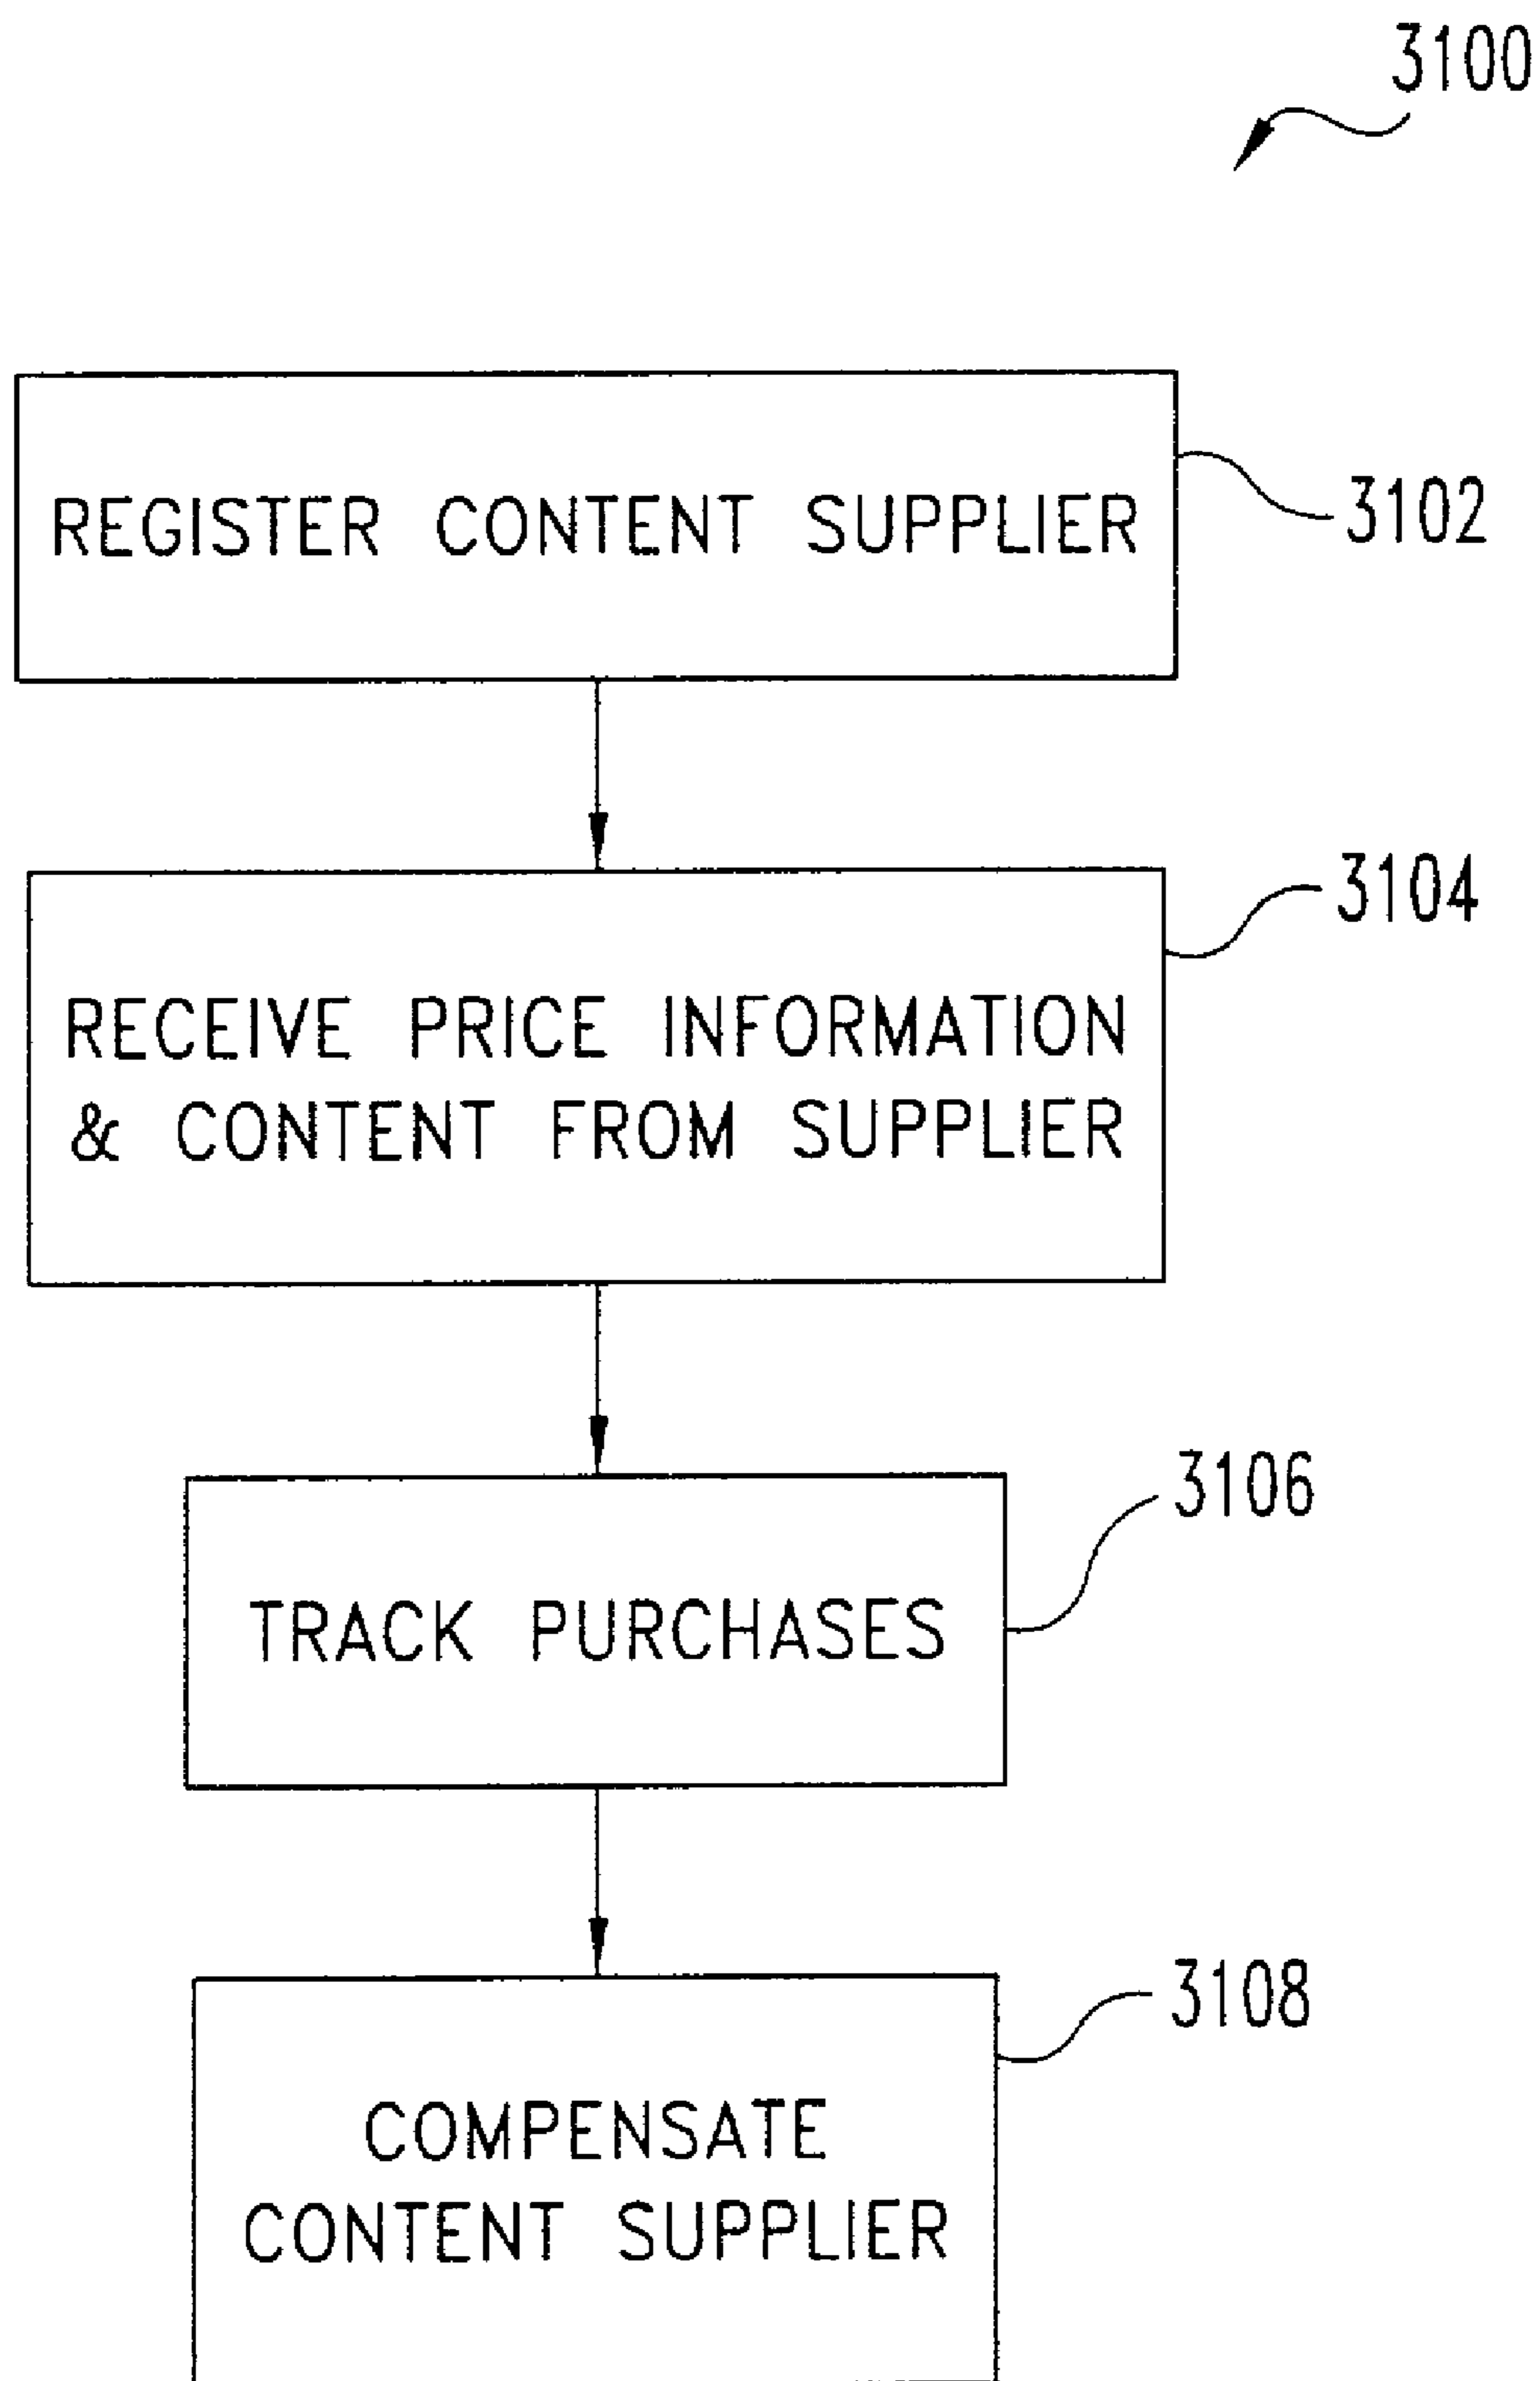 3100
REGISTER CONTENT SUPPLIER
3102
3104
RECEIVE PRICE INFORMATION
& CONTENT FROM SUPPLIER
3106
TRACK PURCHASES
3108
COMPENSATE
CONTENT SUPPLIER